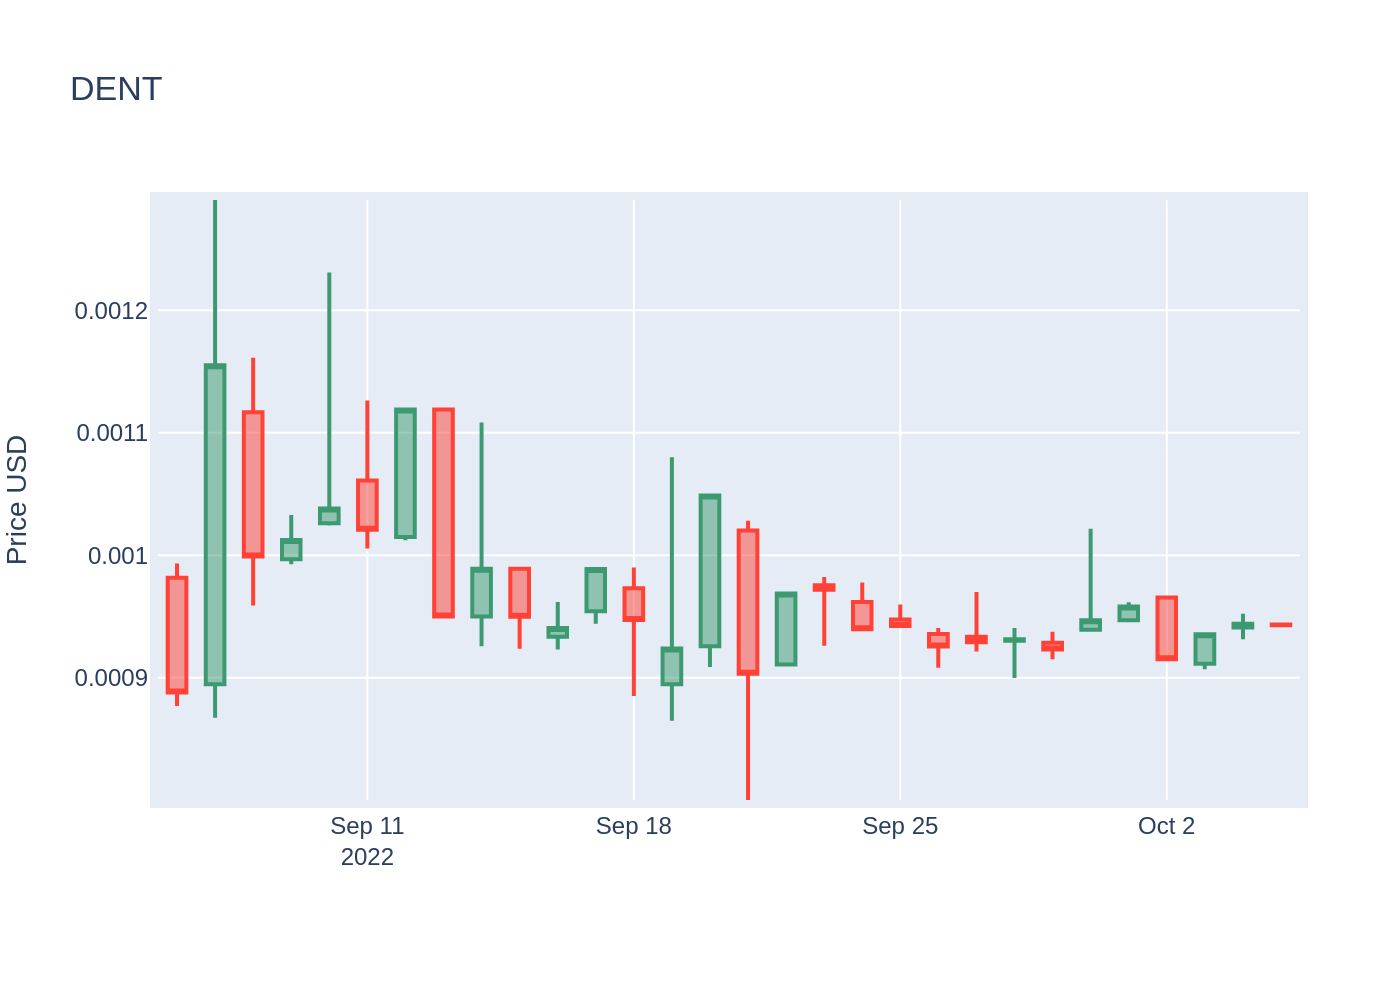 DENT
Price USD
0.0012
0.0011
0.001
0.0009
Sep 11
2022
Sep 18
Sep 25
Oct 2